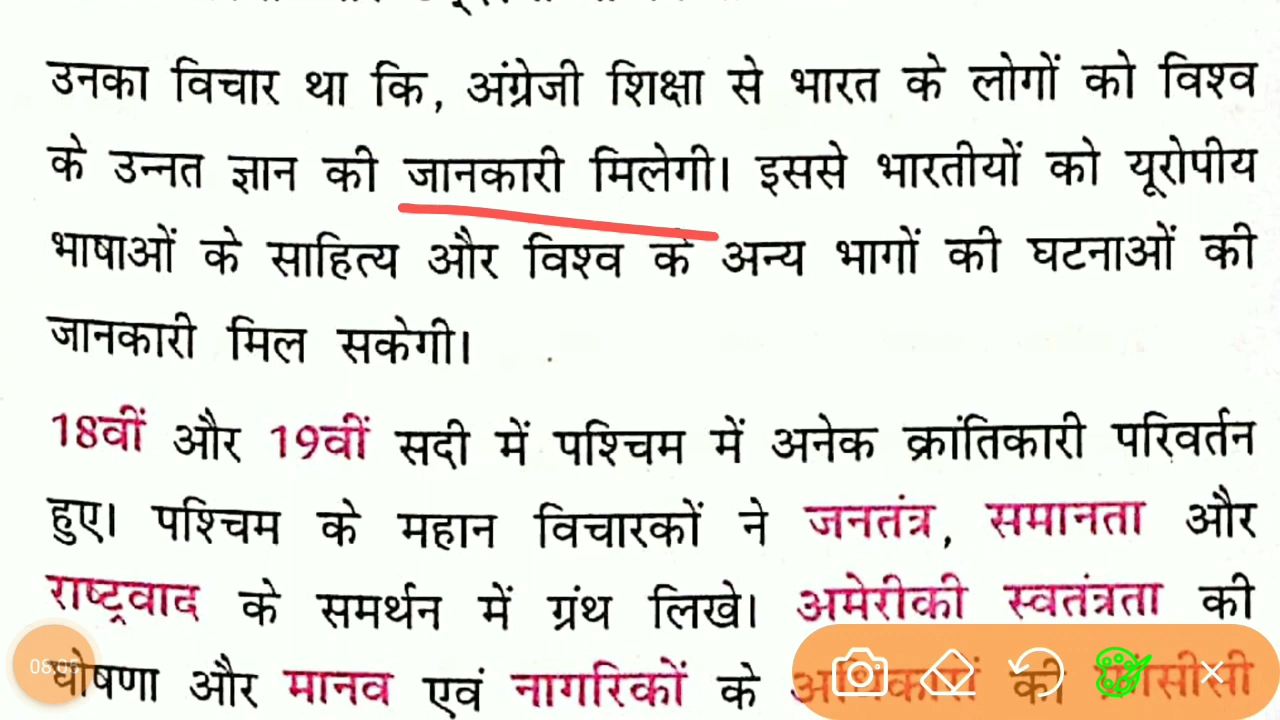 उनका विचार था कि, अंग्रेजी शिक्षा से भारत के लोगों को विश्व
के उन्नत ज्ञान की जानकारी मिलेगी। इससे भारतीयों को यूरोपीय
भाषाओं के साहित्य और विश्व के अन्य भागों की घटनाओं की
जानकारी मिल सकेगी।
18वीं और 19वीं सदी में पश्चिम में अनेक क्रांतिकारी परिवर्तन
हुए। पश्चिम के महान विचारकों ने जनतंत्र, समानता और
राष्ट्रवाद के समर्थन में ग्रंथ लिखे। अमेरीकी स्वतंत्रता की
घोषणा और मानव एवं नागरिकों के की